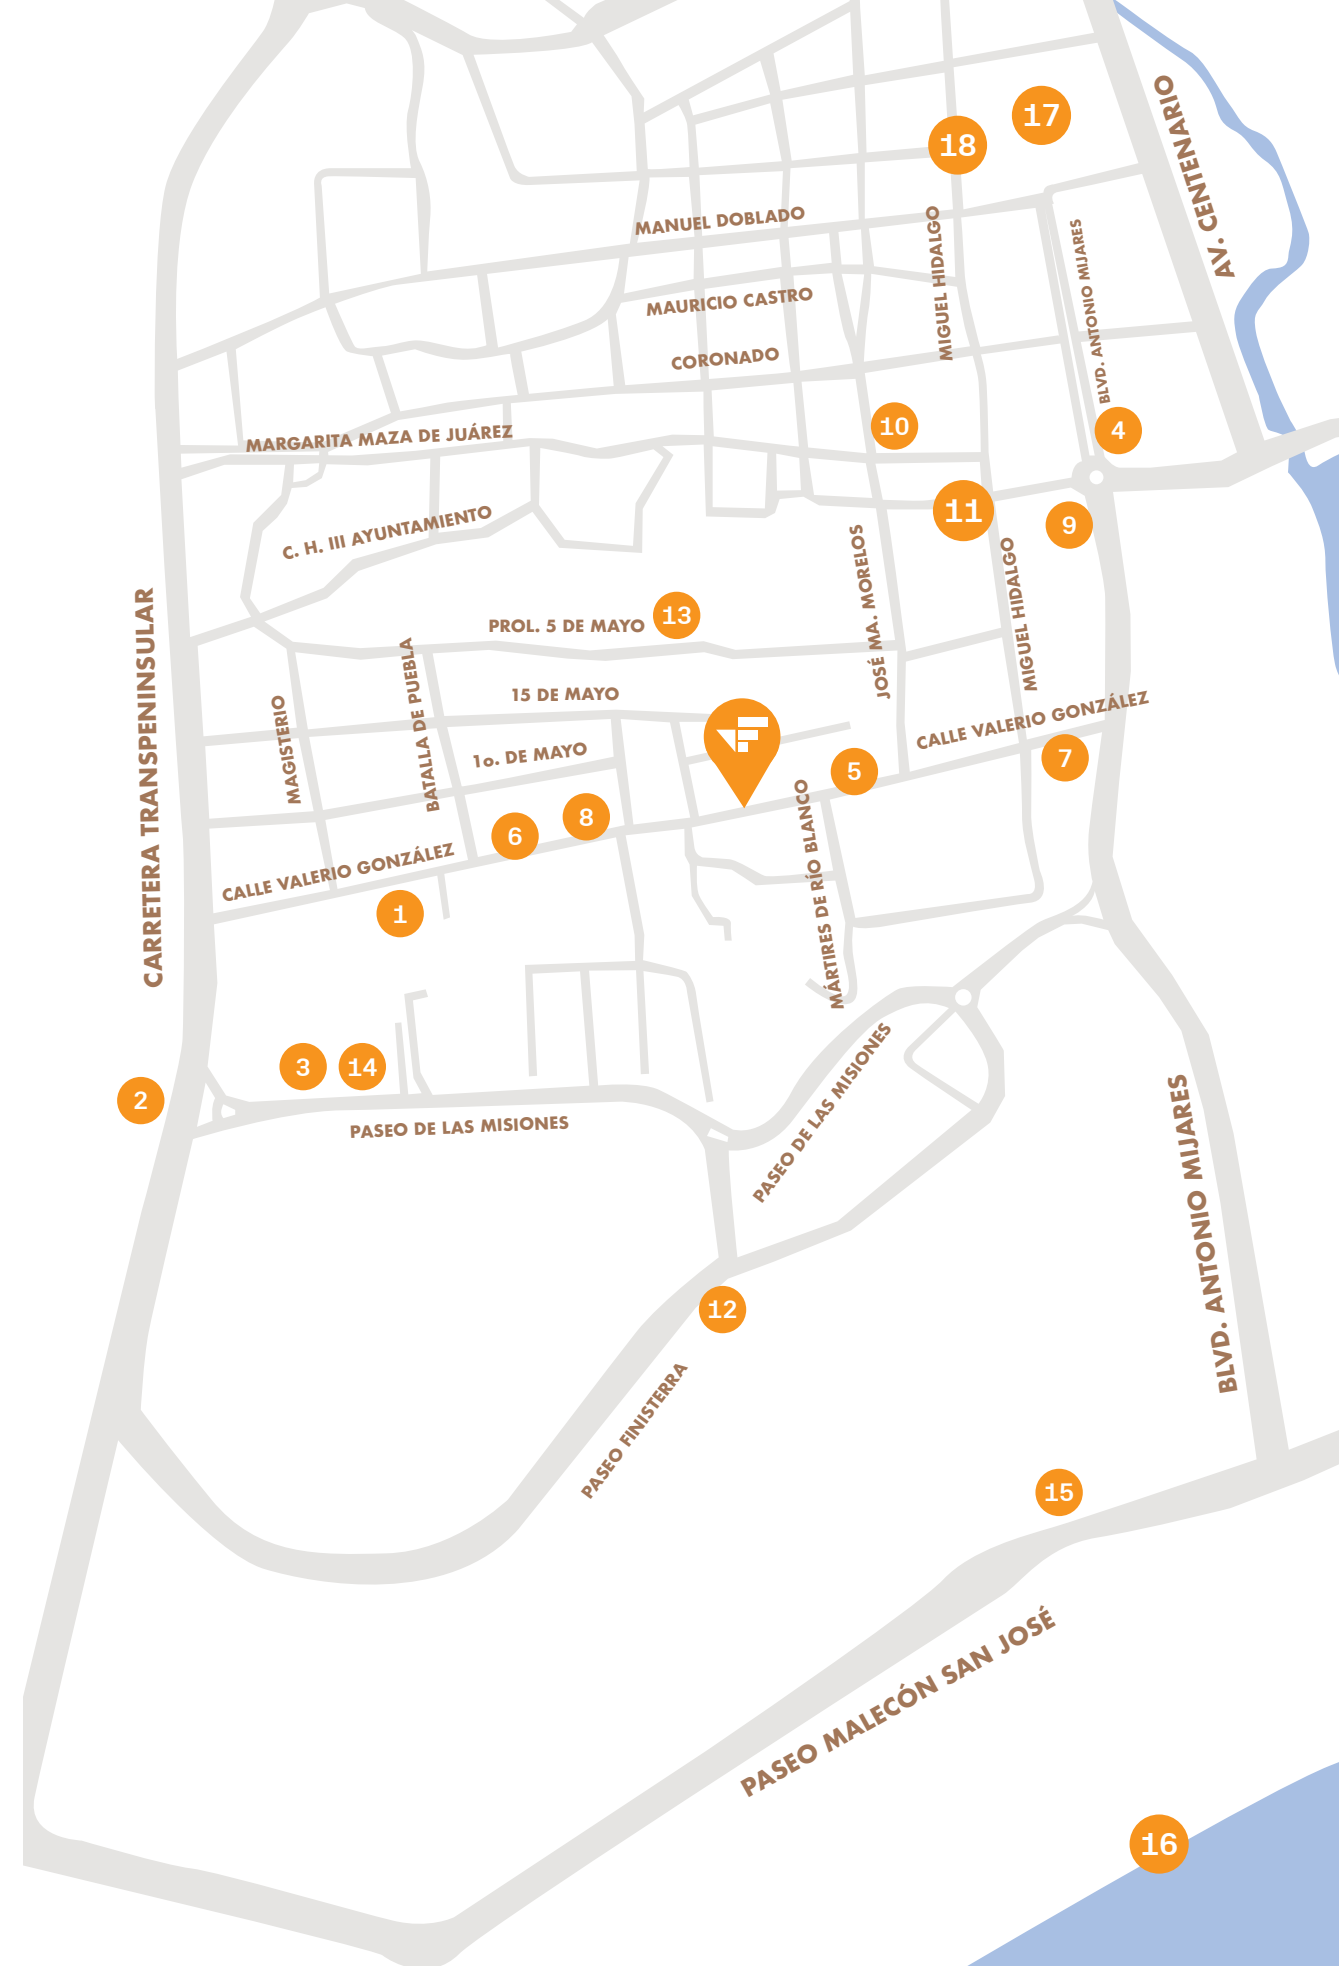 AV. CENTENARIO
17
18
MANUEL DOBLADO
MIGUEL HIDALGO
BLVD. ANTONIO MIJARES
MAURICIO CASTRO
CORONADO
10
4
MARGARITA MAZA DE JUÁREZ
11
9
C. H. III AYUNTAMIENTO
JOSÉ MA. MORELOS
MIGUEL HIDALGO
CARRETERA TRANSPENINSULAR
PROL. 5 DE MAYO
13
BATALLA DE PUEBLA
15 DE MAYO
MAGISTERIO
CALLE VALERIO GONZÁLEZ
1o. DE MAYO
7
5
MÁRTIRES DE RÍO BLANCO
8
6
CALLE VALERIO GONZÁLEZ
1
3
14
2
PASEO DE LAS MISIONES
PASEO DE LAS MISIONES
BLVD. ANTONIO MIJARES
12
PASEO FINISTERRA
15
PASEO MALECÓN SAN JOSÉ
16